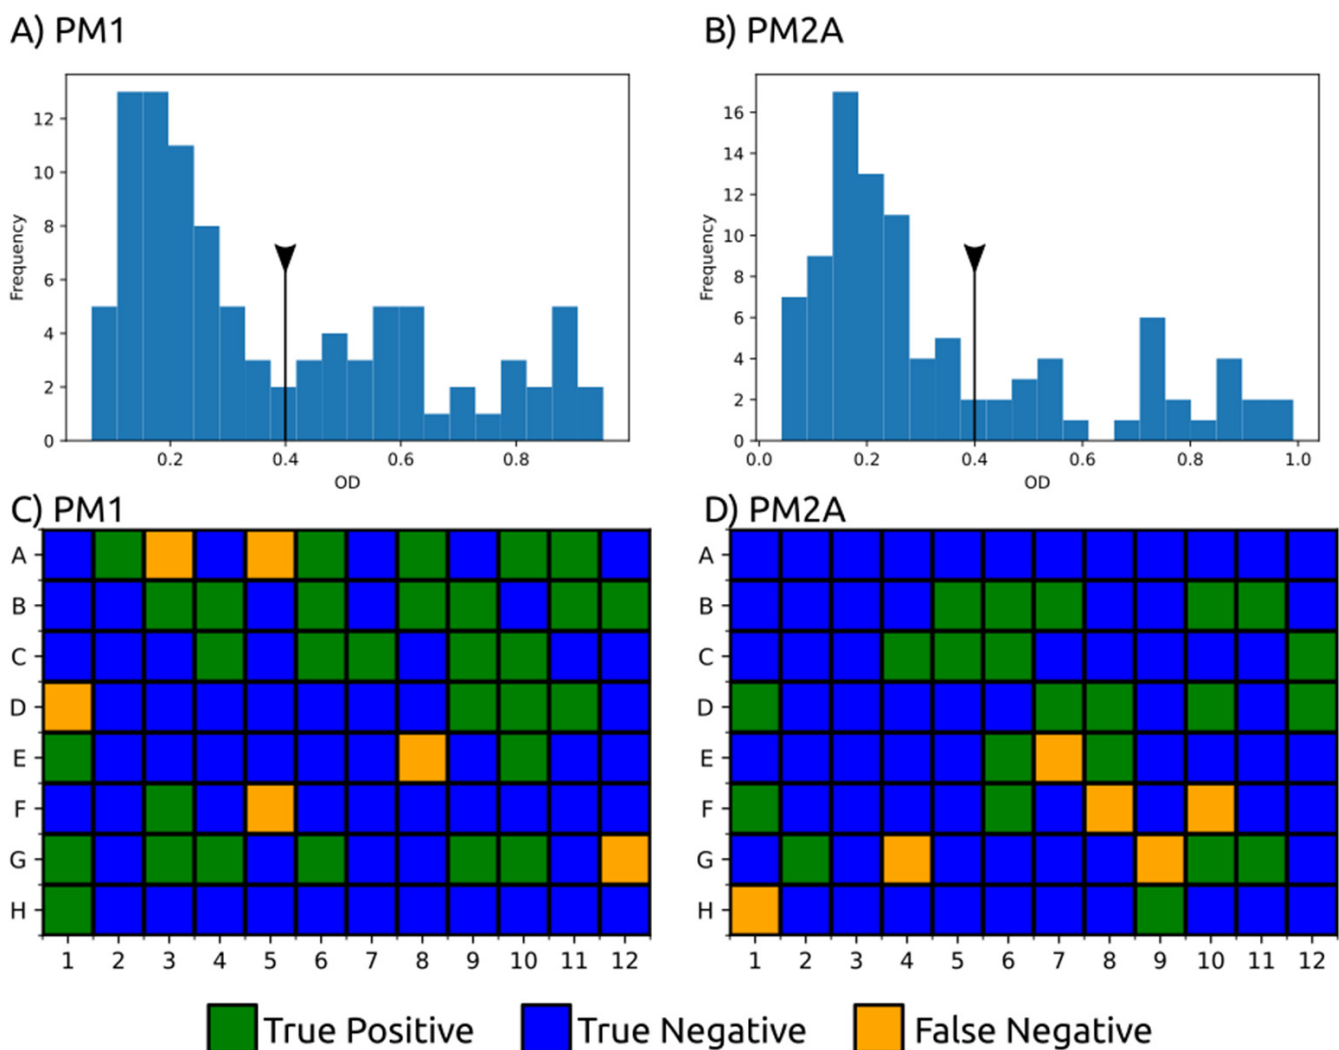 A) PM1
B) PM2A
12
10
8
6
4
2
0
Frequency
0.2 0.4 0.6 0.8
OD
16
14
12
10
8
6
4
2
0
Frequency
0.0 0.2 0.4 0.6 0.8 1.0
OD
C) PM1
A
B
C
D
E
F
G
H
1 2 3 4 5 6 7 8 9 10 11 12
D) PM2A
A
B
C
D
E
F
G
H
1 2 3 4 5 6 7 8 9 10 11 12
True Positive True Negative False Negative